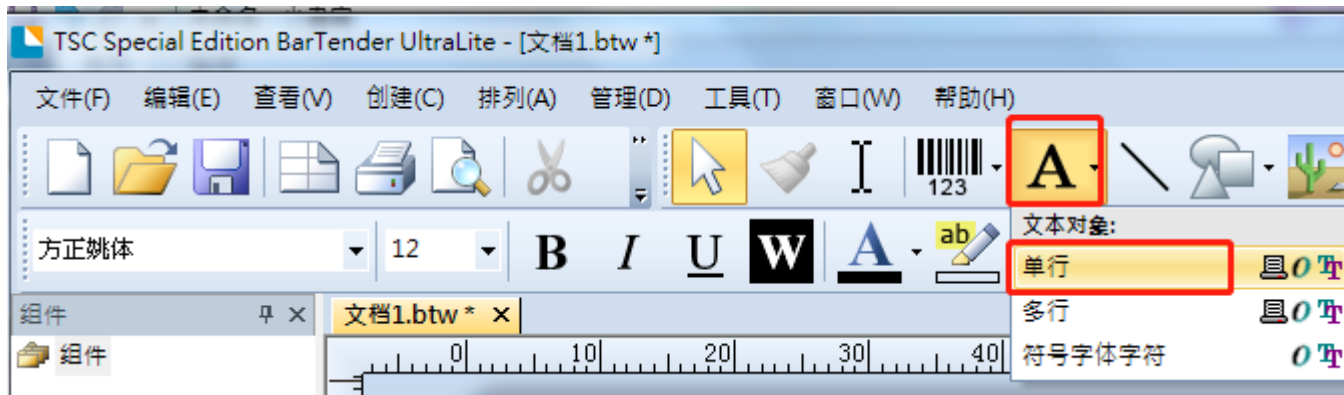 TSC Special Edition BarTender UltraLite - [文档1.btw *]
文件(F) 编辑(E) 查看(V) 创建(C) 排列(A) 管理(D) 工具(T) 窗口(W) 帮助(H)
123 A
方正姚体 12 B I U W A ab
文本对象:
单行
组件 文档1.btw * 多行
组件 0 10 20 30 40 符号字体字符